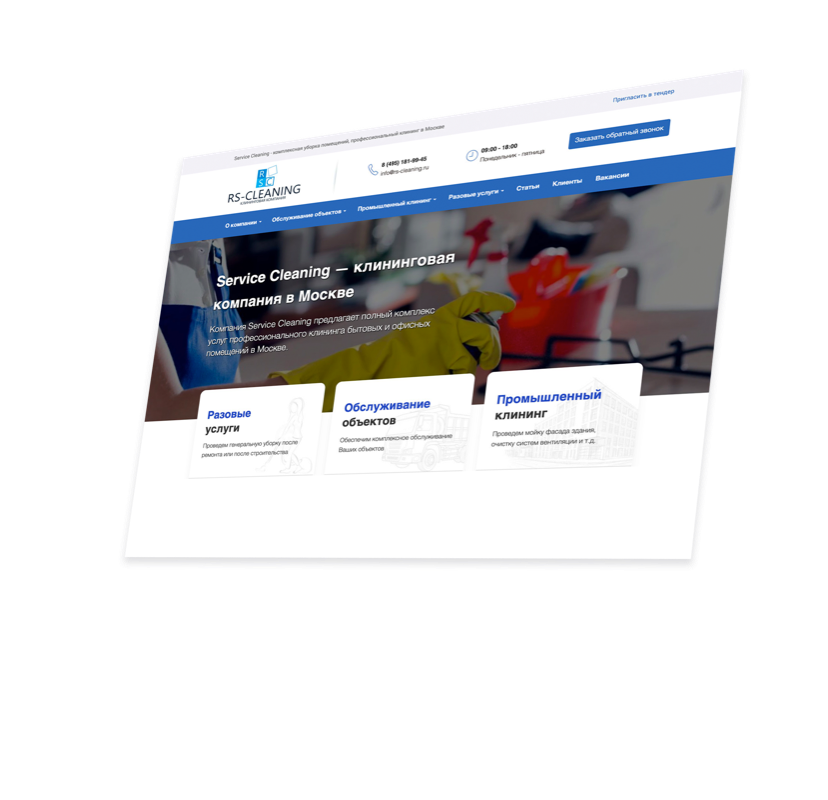 Service Cleaning - комплексная уборка помещений, профессиональный клининг в Москве
Пригласить в тендер
RS
C
RS-CLEANING
КЛИНИНГОВАЯ КОМПАНИЯ
8 (495) 181-99-45
info@rs-cleaning.ru
09:00 - 18:00
Понедельник - пятница
Заказать обратный звонок
О компании
Обслуживание объектов
Промышленный клининг
Разовые услуги
Статьи
Клиенты
Вакансии
Service Cleaning — клининговая
компания в Москве
Компания Service Cleaning предлагает полный комплекс
услуг профессионального клининга бытовых и офисных
помещений в Москве.
Разовые
услуги
Проведем генеральную уборку после
ремонта или после строительства
Обслуживание
объектов
Обеспечим комплексное обслуживание
Ваших объектов
Промышленный
клининг
Проведем мойку фасада здания,
очистку систем вентиляции и т.д.